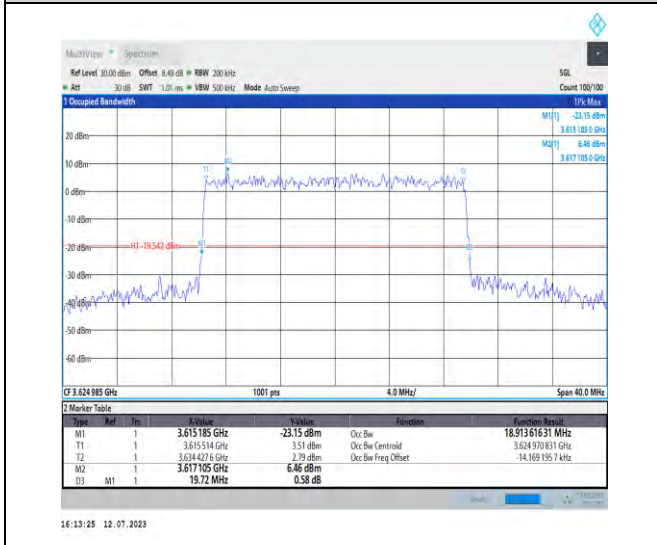 MultiView Spectrum
Ref Level 30.00 dBm Offset 8.49 dB RBW 200 kHz SGL
Att 30 dB SWT 1.01 ms VBW 500 kHz Mode Auto Sweep Count 100/100
1 Occupied Bandwidth 1Pk Max
M1[1] -23.15 dBm
3.615 185 0 GHz
M2[1] 6.46 dBm
3.617 105 0 GHz
20 dBm
10 dBm
T1 M2 T2
0 dBm
-10 dBm
-20 dBm H1 -19.542 dBm M1 D3
-30 dBm
-40 dBm
-50 dBm
-60 dBm
CF 3.624 985 GHz 1001 pts 4.0 MHz/ Span 40.0 MHz
2 Marker Table
Type Ref Trc X-Value Y-Value Function Function Result
M1 1 3.615 185 GHz -23.15 dBm Occ Bw 18.913 616 31 MHz
T1 1 3.615 514 GHz 3.51 dBm Occ Bw Centroid 3.624 970 831 GHz
T2 1 3.634 427 6 GHz 2.79 dBm Occ Bw Freq Offset -14.169 195 7 kHz
M2 1 3.617 105 GHz 6.46 dBm
D3 M1 1 19.72 MHz 0.58 dB
16:13:25 12.07.2023